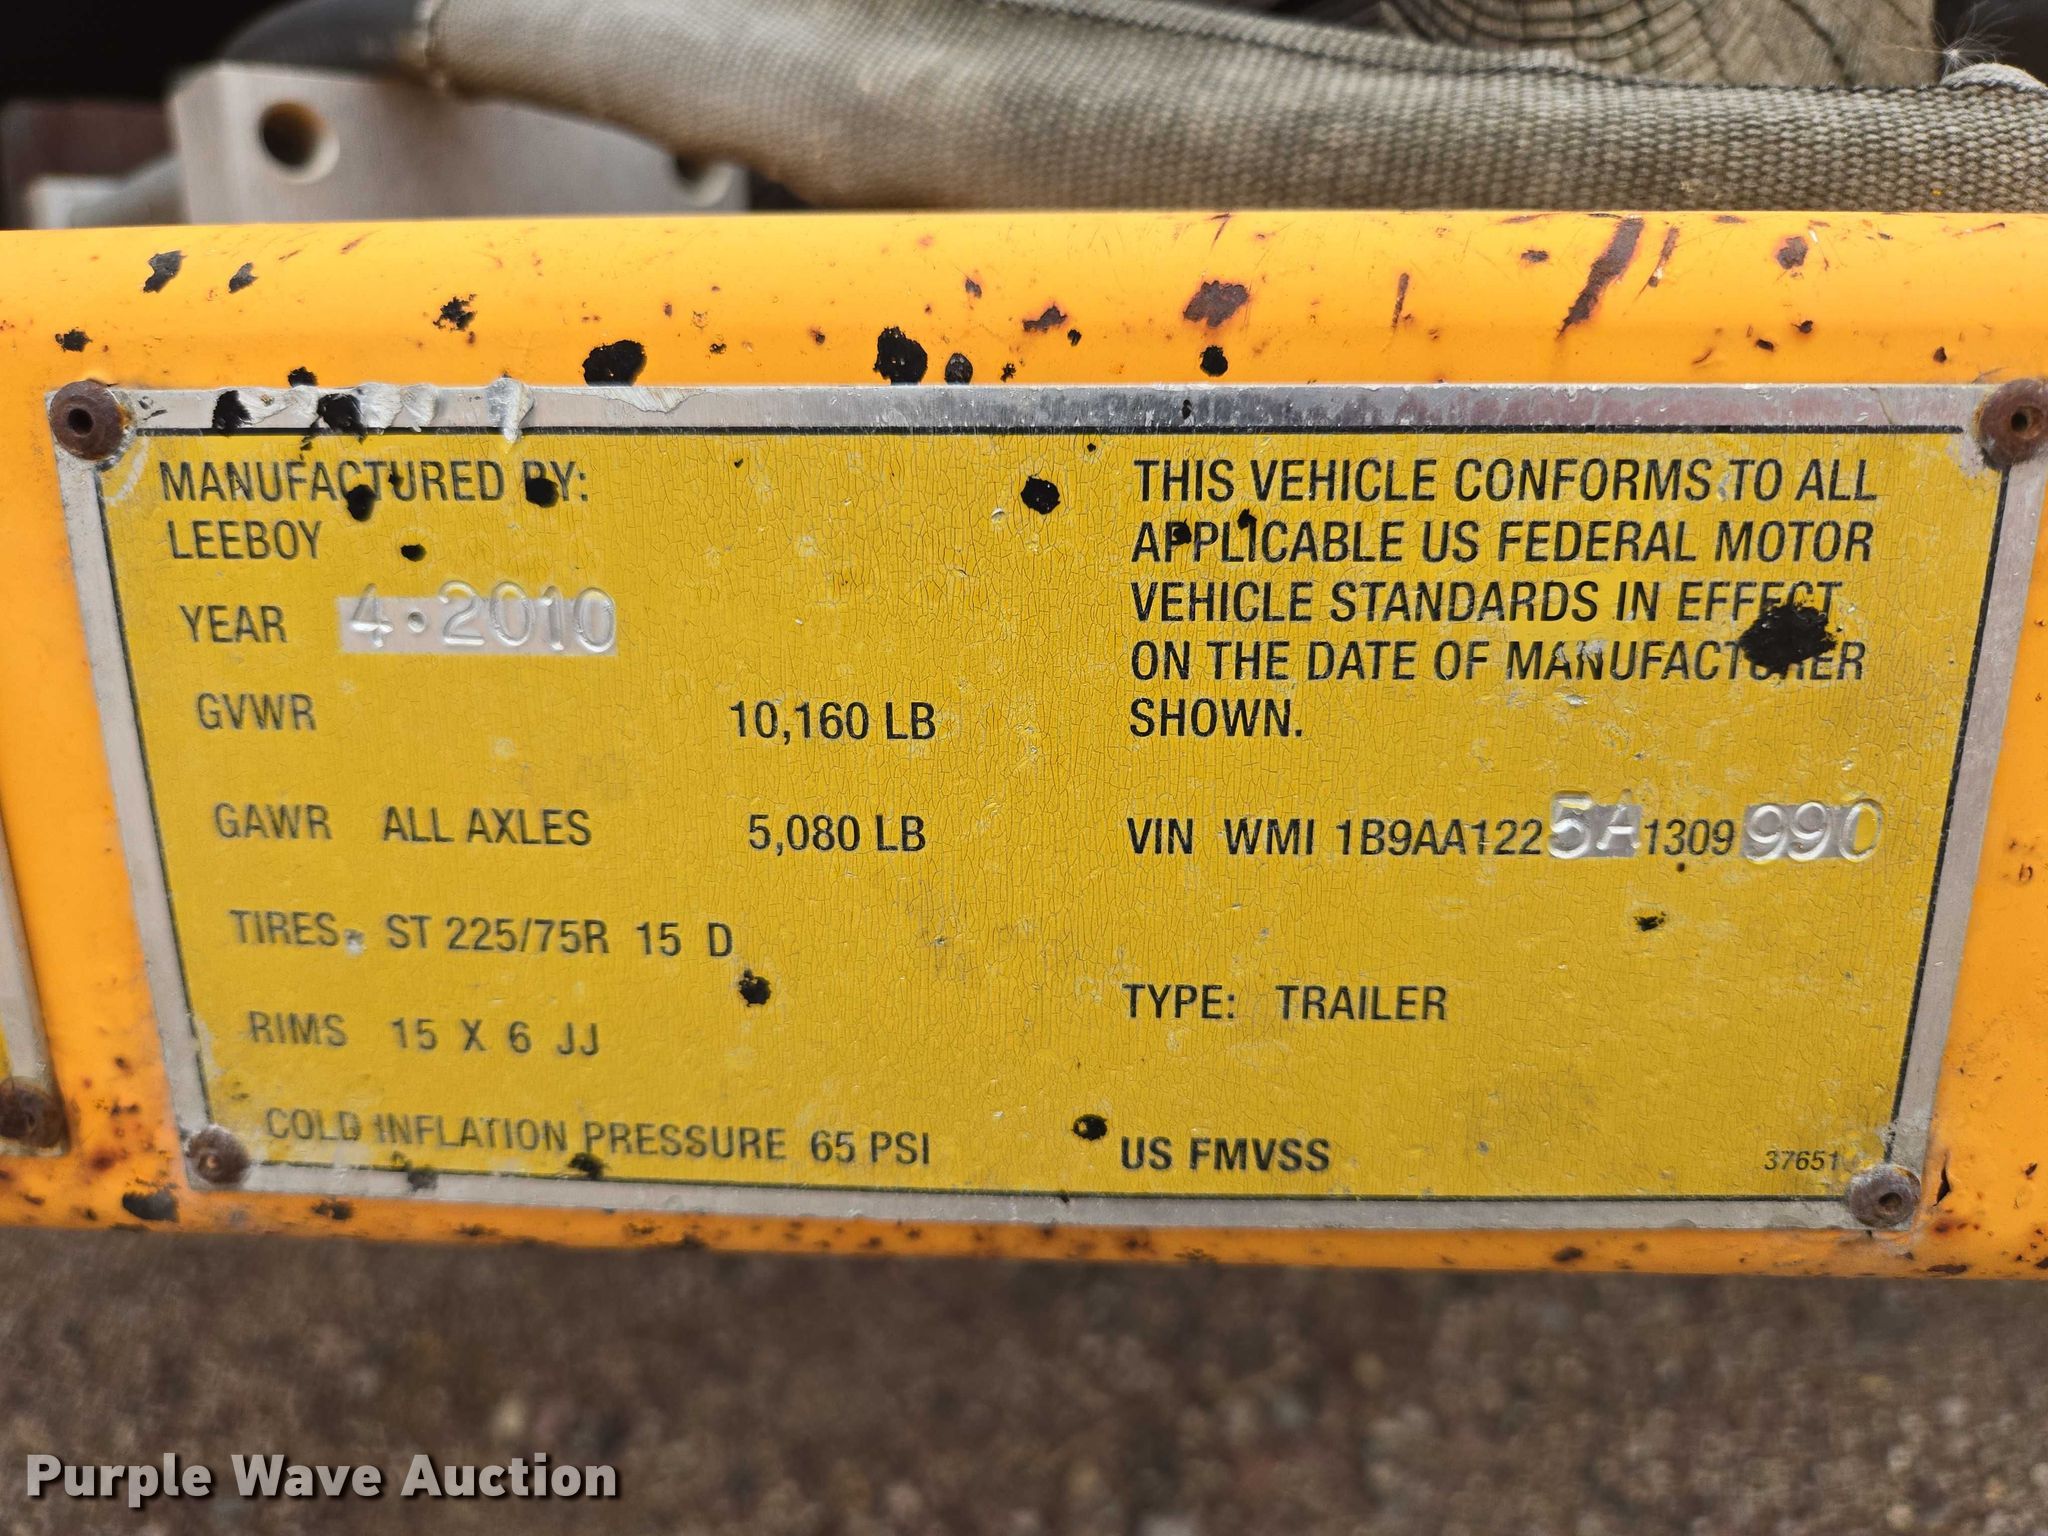 MANUFACTURED BY:
LEEBOY
YEAR 4·2010
GVWR 10,160 LB
GAWR ALL AXLES 5,080 LB
TIRES ST 225/75R 15 D
RIMS 15 X 6 JJ
COLD INFLATION PRESSURE 65 PSI
THIS VEHICLE CONFORMS TO ALL
APPLICABLE US FEDERAL MOTOR
VEHICLE STANDARDS IN EFFECT
ON THE DATE OF MANUFACTURER
SHOWN.
VIN WMI 1B9AA1225A1309990
TYPE: TRAILER
US FMVSS
37651
Purple Wave Auction